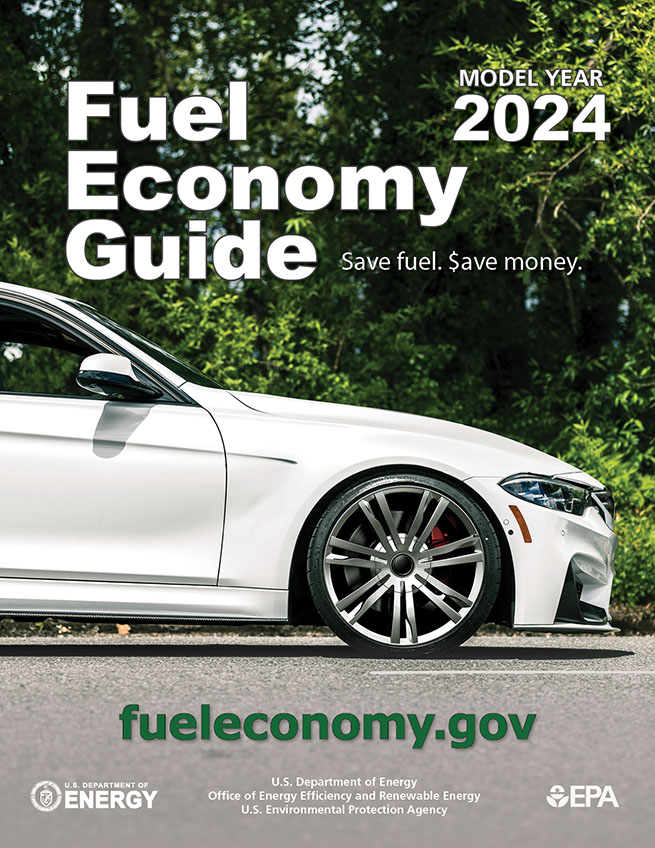 Fuel
Economy
Guide
MODEL YEAR
2024
Save fuel. $ave money.
fueleconomy.gov
U.S. DEPARTMENT OF
ENERGY
U.S. Department of Energy
Office of Energy Efficiency and Renewable Energy
U.S. Environmental Protection Agency
EPA